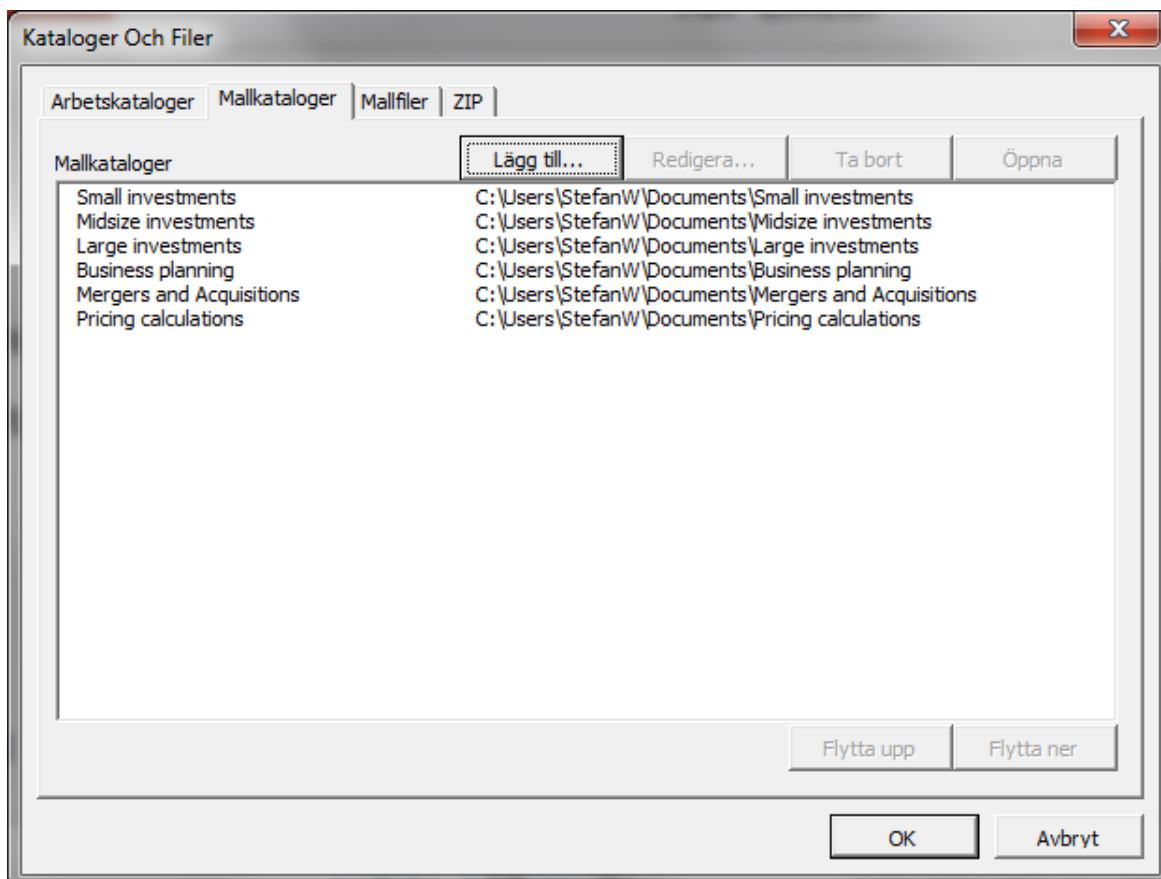 Kataloger Och Filer
Arbetskataloger Mallkataloger Mallfiler ZIP
Mallkataloger Lägg till... Redigera... Ta bort Öppna
Small investments C:\Users\StefanW\Documents\Small investments
Midsize investments C:\Users\StefanW\Documents\Midsize investments
Large investments C:\Users\StefanW\Documents\Large investments
Business planning C:\Users\StefanW\Documents\Business planning
Mergers and Acquisitions C:\Users\StefanW\Documents\Mergers and Acquisitions
Pricing calculations C:\Users\StefanW\Documents\Pricing calculations
Flytta upp Flytta ner
OK Avbryt